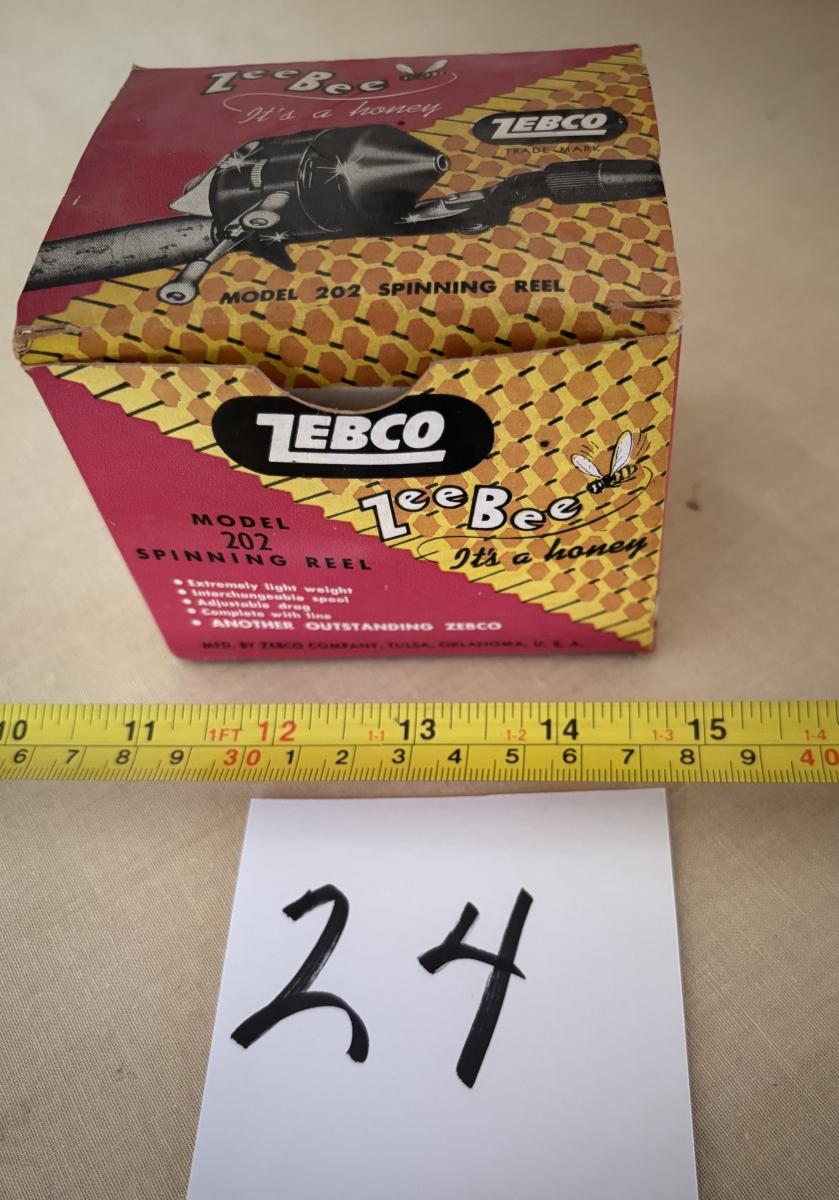 ZeeBee
It's a honey
ZEBCO
TRADE-MARK
MODEL 202 SPINNING REEL
ZEBCO
ZeeBee
It's a honey
MODEL
202
SPINNING REEL
• Extremely light weight
• Interchangeable spool
• Adjustable drag
• Complete with line
• ANOTHER OUTSTANDING ZEBCO
MFD. BY ZEBCO COMPANY, TULSA, OKLAHOMA, U. S. A.
10 11 1FT 12 1-1 13 1-2 14 1-3 15 1-4
6 7 8 9 30 1 2 3 4 5 6 7 8 9 40
24